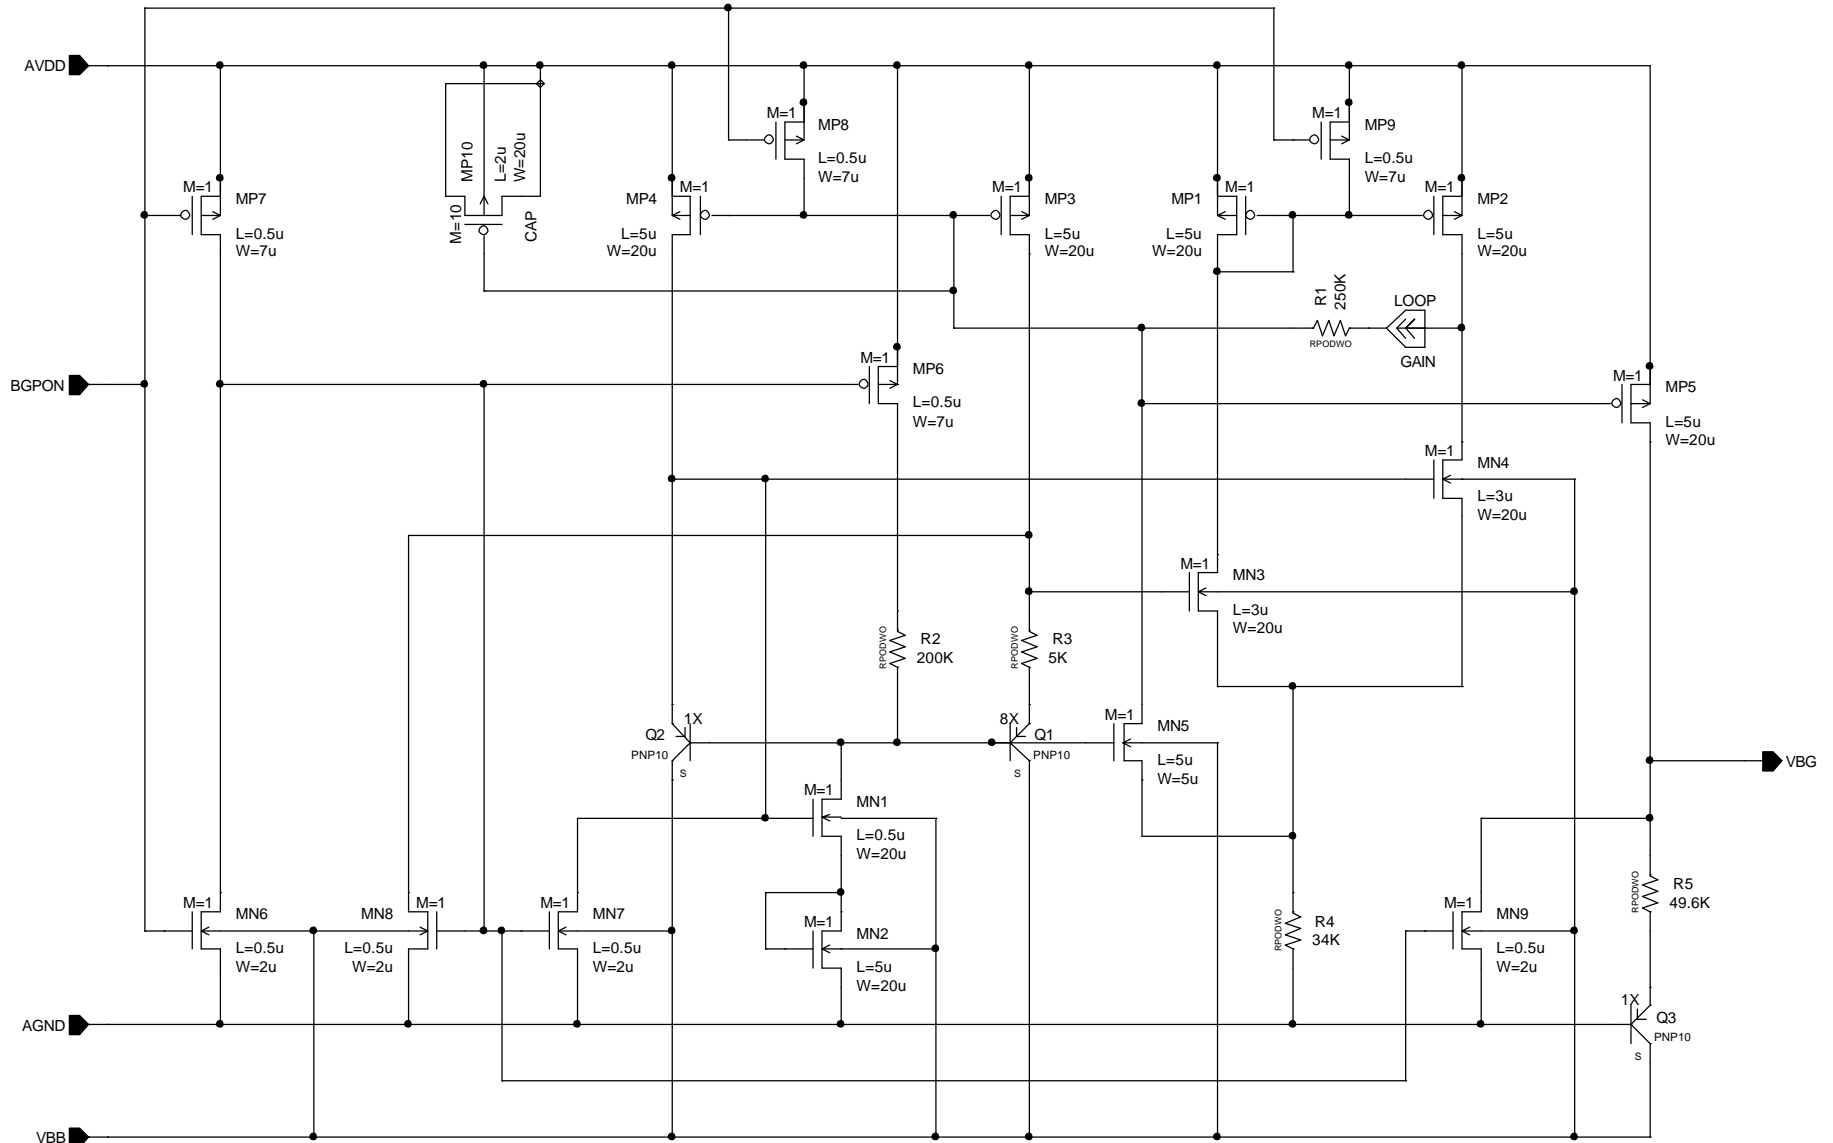 AVDD
M=1
MP8
L=0.5u
W=7u
M=1
MP9
L=0.5u
W=7u
MP10
L=2u
W=20u
M=10
CAP
M=1
MP7
L=0.5u
W=7u
MP4
M=1
L=5u
W=20u
M=1
MP3
L=5u
W=20u
MP1
M=1
L=5u
W=20u
M=1
MP2
L=5u
W=20u
R1
250K
RPODWO
LOOP
GAIN
BGPON
M=1
MP6
L=0.5u
W=7u
M=1
MP5
L=5u
W=20u
M=1
MN4
L=3u
W=20u
M=1
MN3
L=3u
W=20u
RPODWO
R2
200K
RPODWO
R3
5K
1X
Q2
PNP10
S
8X
Q1
PNP10
S
M=1
MN5
L=5u
W=5u
VBG
M=1
MN1
L=0.5u
W=20u
M=1
MN6
L=0.5u
W=2u
MN8
M=1
L=0.5u
W=2u
M=1
MN7
L=0.5u
W=2u
M=1
MN2
L=5u
W=20u
RPODWO
R4
34K
M=1
MN9
L=0.5u
W=2u
RPODWO
R5
49.6K
AGND
1X
Q3
PNP10
S
VBB